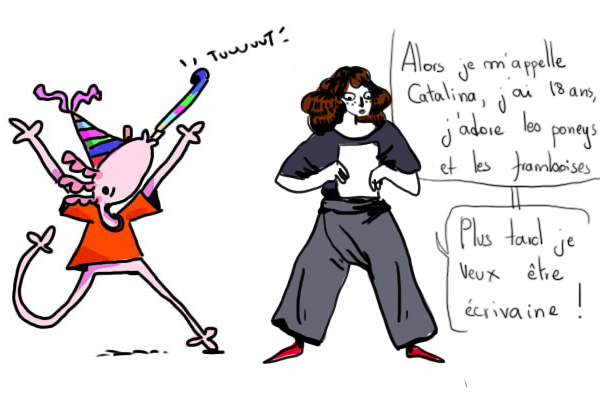 TUUUUUT!
Alors je m'appelle
Catalina, j'ai 18 ans,
j'adore les poneys
et les framboises
Plus tard je
veux être
écrivaine !